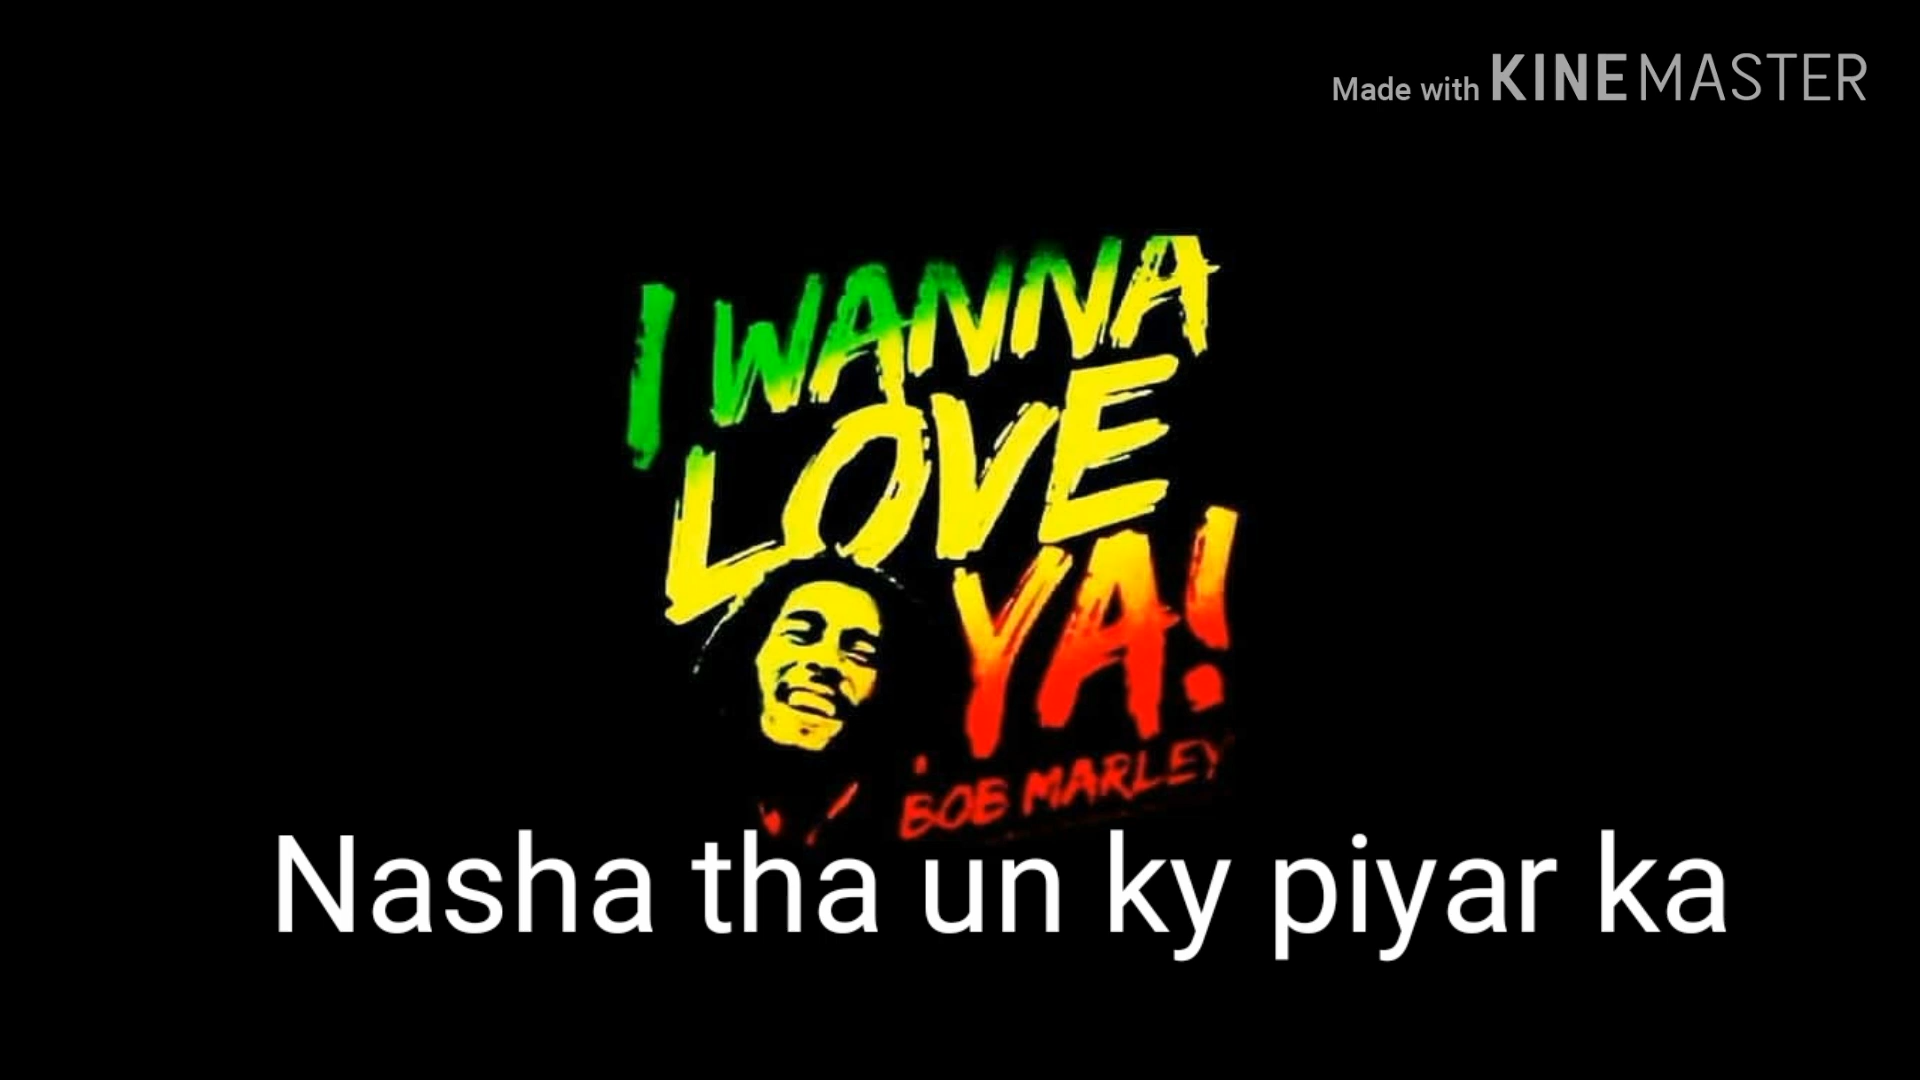 Made with KINEMASTER
I WANNA
LOVE
YA!
BOB MARLEY
Nasha tha un ky piyar ka